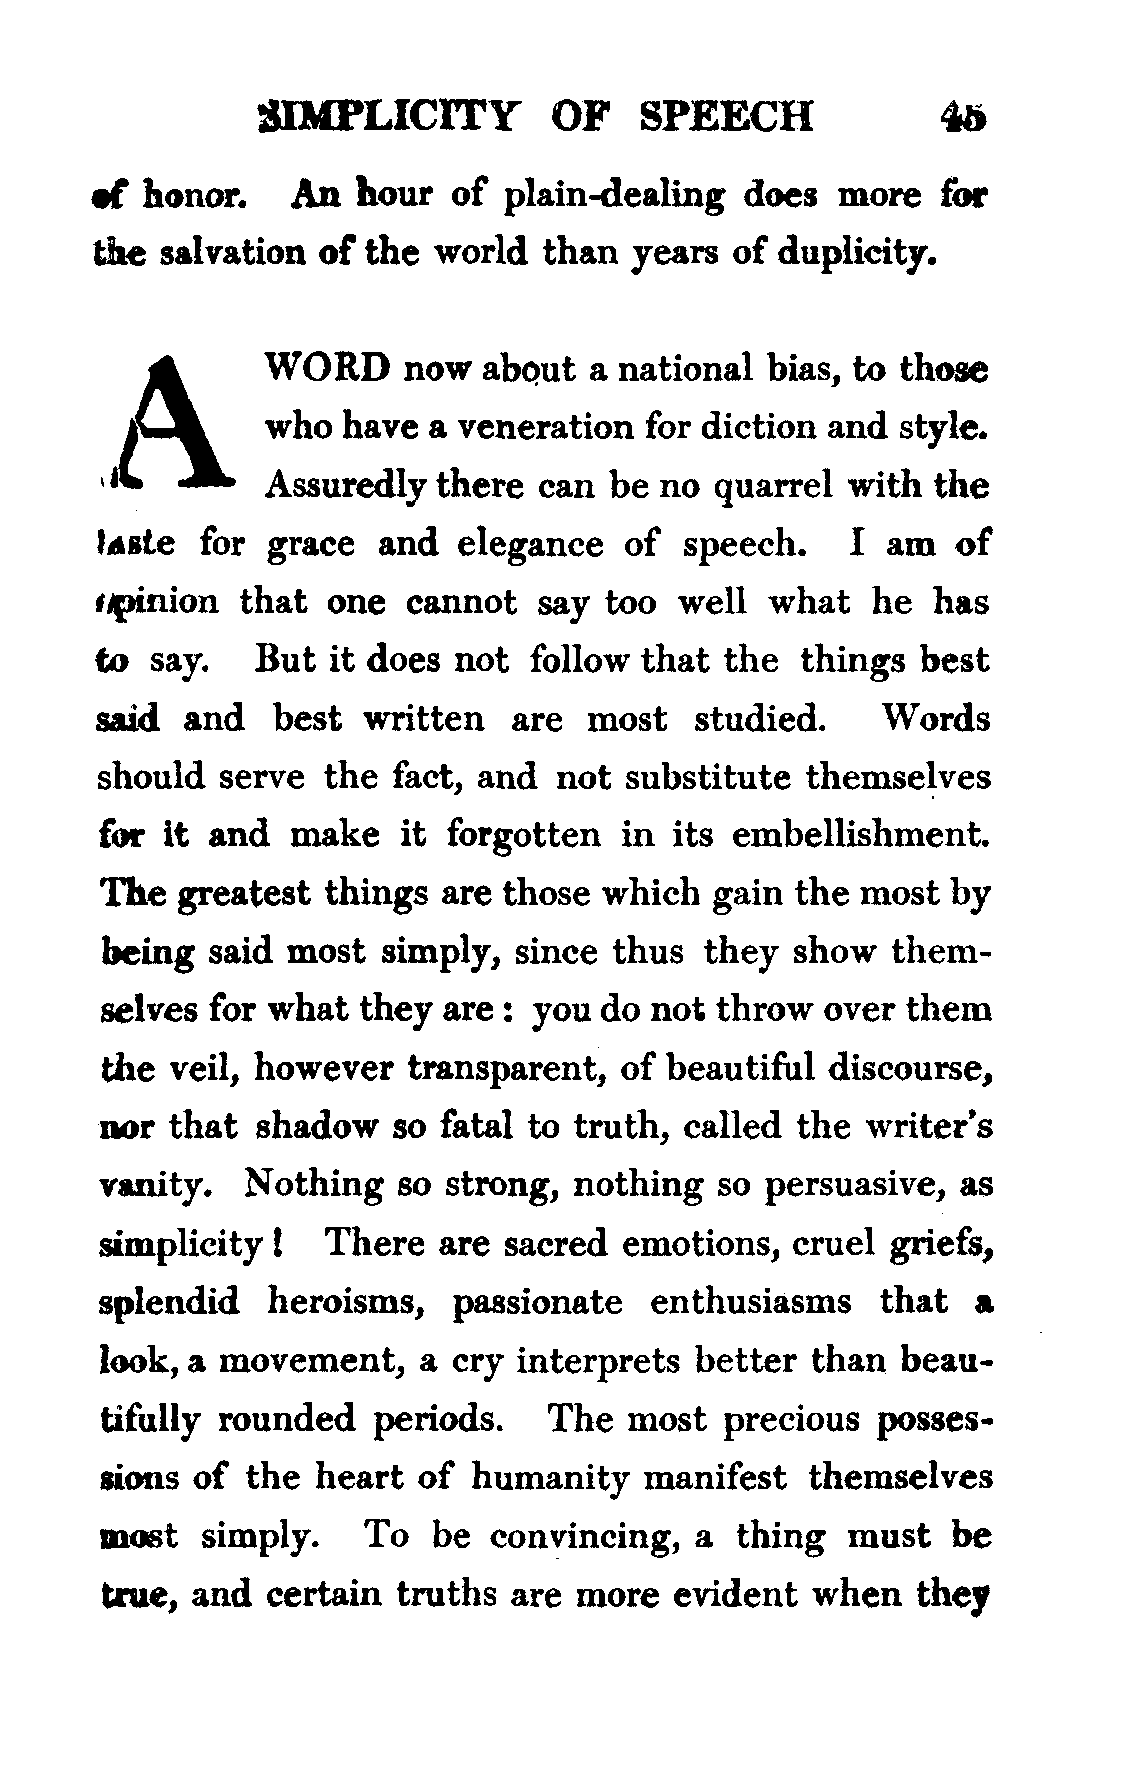 SIMPLICITY OF SPEECH 45
of honor. An hour of plain-dealing does more for
the salvation of the world than years of duplicity.
A WORD now about a national bias, to those
who have a veneration for diction and style.
Assuredly there can be no quarrel with the
taste for grace and elegance of speech. I am of
opinion that one cannot say too well what he has
to say. But it does not follow that the things best
said and best written are most studied. Words
should serve the fact, and not substitute themselves
for it and make it forgotten in its embellishment.
The greatest things are those which gain the most by
being said most simply, since thus they show them-
selves for what they are: you do not throw over them
the veil, however transparent, of beautiful discourse,
nor that shadow so fatal to truth, called the writer's
vanity. Nothing so strong, nothing so persuasive, as
simplicity! There are sacred emotions, cruel griefs,
splendid heroisms, passionate enthusiasms that a
look, a movement, a cry interprets better than beau-
tifully rounded periods. The most precious posses-
sions of the heart of humanity manifest themselves
most simply. To be convincing, a thing must be
true, and certain truths are more evident when they